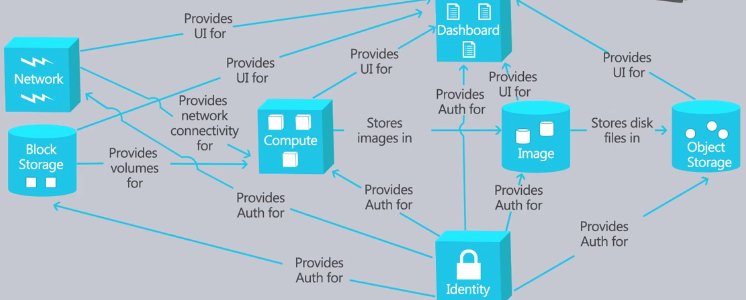 Provides
UI for
Dashboard
Provides
UI for
Provides
UI for
Provides
UI for
Provides
UI for
Network
Provides
Auth for
Provides
network
connectivity
for
Stores
images in
Stores disk
files in
Compute
Block
Storage
Image
Object
Storage
Provides
volumes
for
Provides
Auth for
Provides
Auth for
Provides
Auth for
Provides
Auth for
Provides
Auth for
Identity